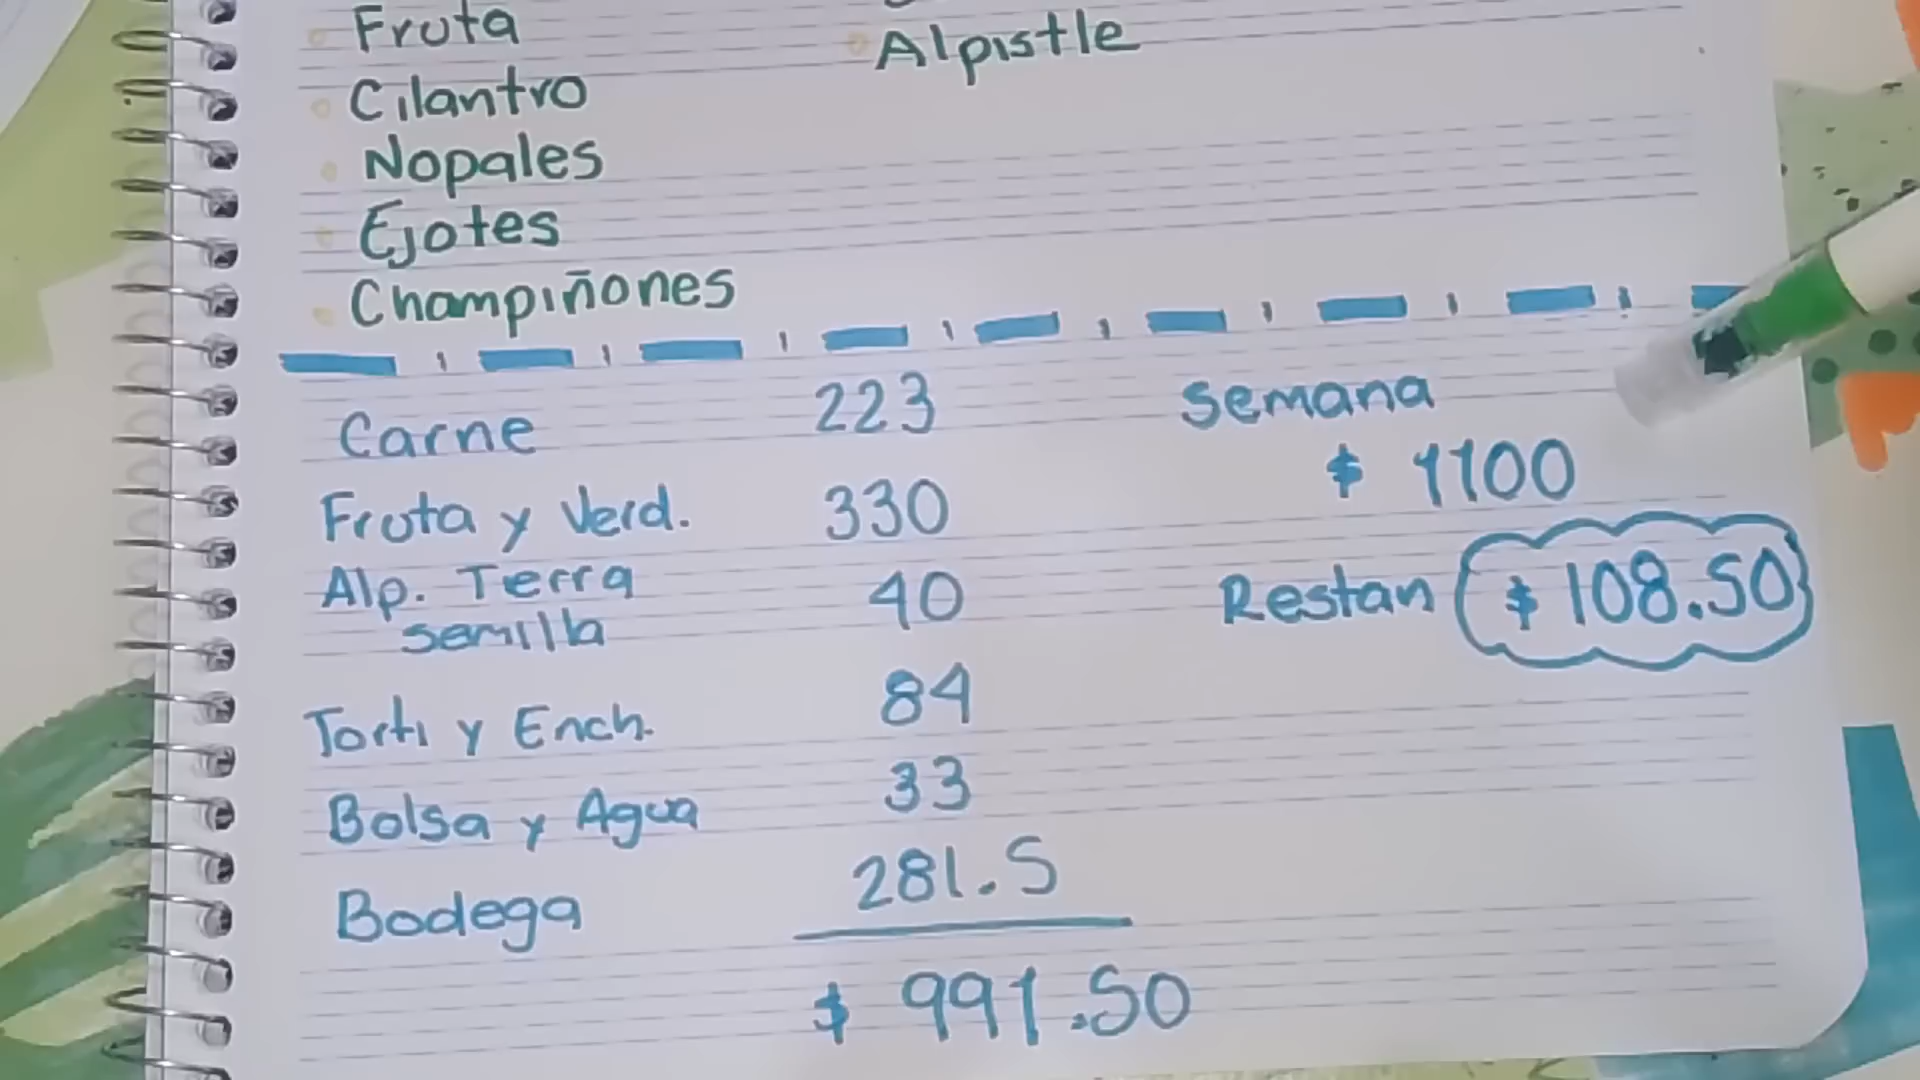 Fruta
Cilantro
Nopales
Ejotes
Champiñones
Alpistle
Carne 223
Fruta y Verd. 330
Alp. Tierra 40
semilla
Torti y Ench. 84
Bolsa y Agua 33
Bodega 281.5
$ 991.50
Semana
$ 1100
Restan $ 108.50